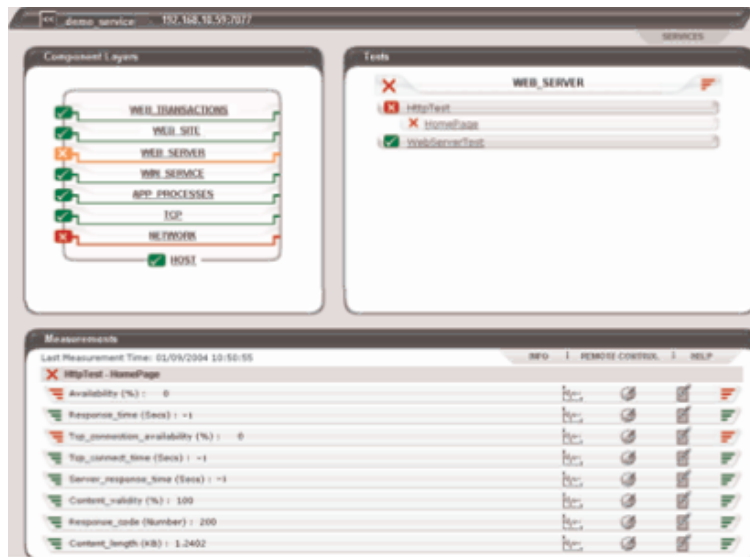 << demo_service 192.168.10.59:7077
SERVICES
Component Layers
WEB_TRANSACTIONS
WEB_SITE
WEB_SERVER
WIN_SERVICE
APP_PROCESSES
TCP
NETWORK
HOST
Tests
WEB_SERVER
HttpTest
HomePage
WebServerTest
Measurements
Last Measurement Time: 01/09/2004 10:50:55
INFO | REMOTE CONTROL | HELP
HttpTest - HomePage
Availability (%) : 0
Response_time (Secs) : -1
Tcp_connection_availability (%) : 0
Tcp_connect_time (Secs) : -1
Server_response_time (Secs) : -1
Content_validity (%) : 100
Response_code (Number) : 200
Content_length (KB) : 1.2402